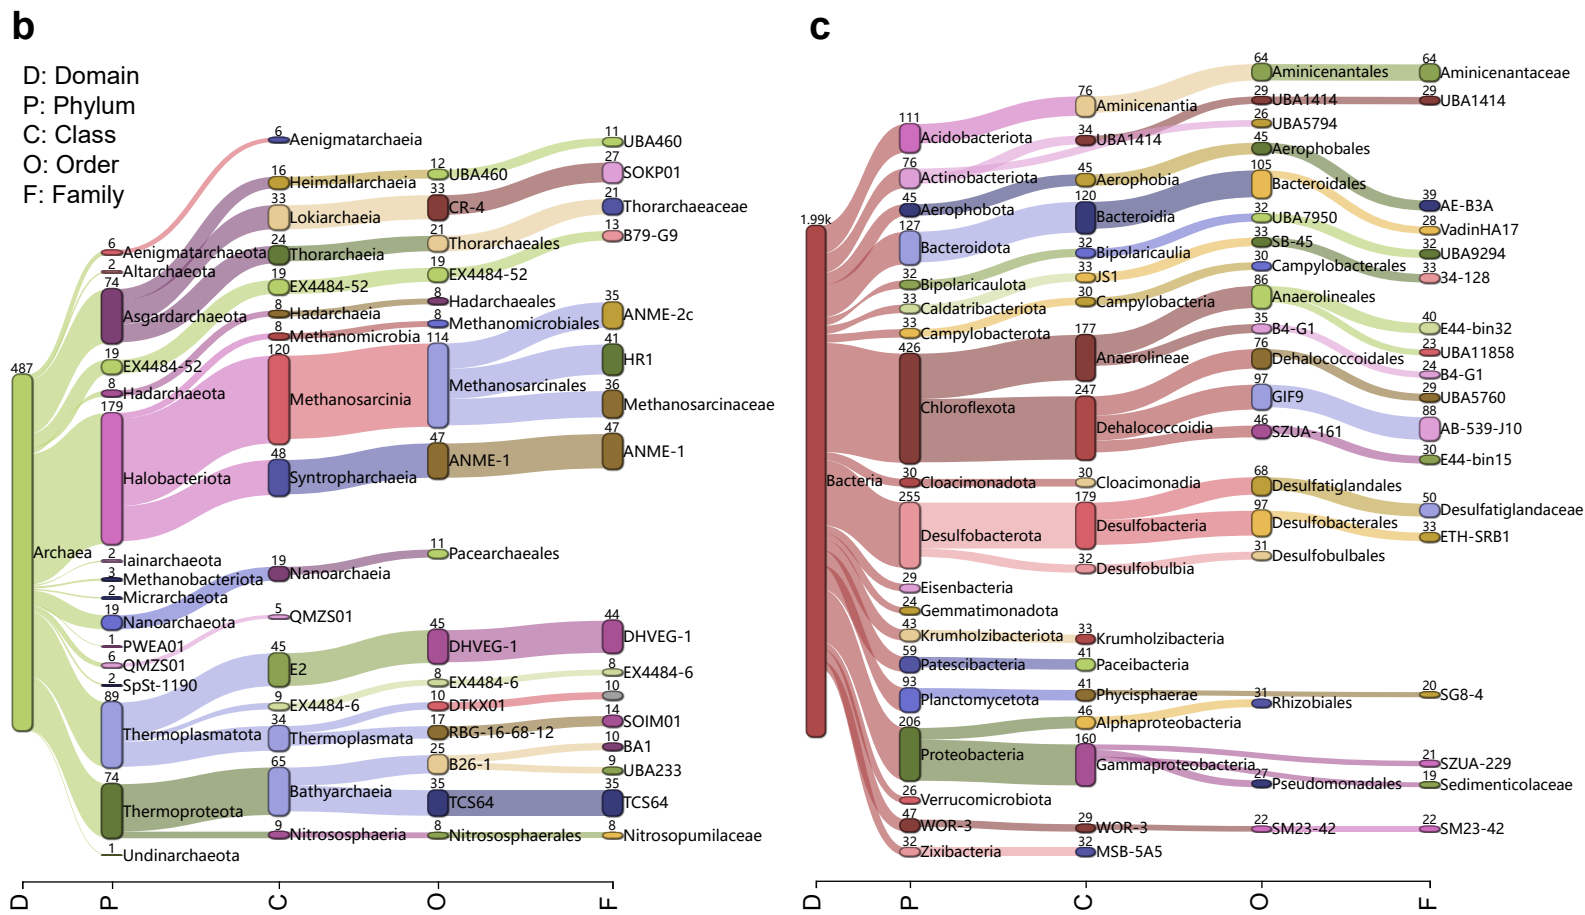 b
D: Domain
P: Phylum
C: Class
O: Order
F: Family
487
Archaea
6
Aenigmatarchaeota
2
Altarchaeota
74
Asgardarchaeota
19
EX4484-52
8
Hadarchaeota
179
Halobacteriota
2
Iainarchaeota
3
Methanobacteriota
2
Micrarchaeota
19
Nanoarchaeota
1
PWEA01
6
QMZS01
2
SpSt-1190
89
Thermoplasmatota
74
Thermoproteota
1
Undinarchaeota
6
Aenigmatarchaeia
16
Heimdallarchaeia
33
Lokiarchaeia
24
Thorarchaeia
19
EX4484-52
8
Hadarchaeia
8
Methanomicrobia
120
Methanosarcinia
48
Syntropharchaeia
19
Nanoarchaeia
5
QMZS01
45
E2
9
EX4484-6
34
Thermoplasmata
65
Bathyarchaeia
9
Nitrososphaeria
12
UBA460
33
CR-4
21
Thorarchaeales
19
EX4484-52
8
Hadarchaeales
8
Methanomicrobiales
114
Methanosarcinales
47
ANME-1
11
Pacearchaeales
45
DHVEG-1
8
EX4484-6
10
DTKX01
17
RBG-16-68-12
25
B26-1
35
TCS64
8
Nitrososphaerales
11
UBA460
27
SOKP01
21
Thorarchaeaceae
13
B79-G9
35
ANME-2c
41
HR1
36
Methanosarcinaceae
47
ANME-1
44
DHVEG-1
8
EX4484-6
10
14
SOIM01
10
BA1
9
UBA233
35
TCS64
8
Nitrosopumilaceae
D
P
C
O
F
c
1.99k
Bacteria
111
Acidobacteriota
76
Actinobacteriota
45
Aerophobota
127
Bacteroidota
32
Bipolaricaulota
33
Caldatribacteriota
33
Campylobacterota
426
Chloroflexota
30
Cloacimonadota
255
Desulfobacterota
29
Eisenbacteria
24
Gemmatimonadota
43
Krumholzibacteriota
59
Patescibacteria
93
Planctomycetota
206
Proteobacteria
26
Verrucomicrobiota
47
WOR-3
32
Zixibacteria
76
Aminicenantia
34
UBA1414
45
Aerophobia
120
Bacteroidia
32
Bipolaricaulia
33
JS1
30
Campylobacteria
177
Anaerolineae
247
Dehalococcoidia
30
Cloacimonadia
179
Desulfobacteria
32
Desulfobulbia
33
Krumholzibacteria
41
Paceibacteria
41
Phycisphaerae
46
Alphaproteobacteria
160
Gammaproteobacteria
29
WOR-3
32
MSB-5A5
64
Aminicenantales
29
UBA1414
26
UBA5794
45
Aerophobales
105
Bacteroidales
32
UBA7950
33
SB-45
30
Campylobacterales
86
Anaerolineales
35
B4-G1
76
Dehalococcoidales
97
GIF9
46
SZUA-161
68
Desulfatiglandales
97
Desulfobacterales
31
Desulfobulbales
31
Rhizobiales
27
Pseudomonadales
22
SM23-42
64
Aminicenantaceae
29
UBA1414
39
AE-B3A
28
VadinHA17
32
UBA9294
33
34-128
40
E44-bin32
23
UBA11858
24
B4-G1
29
UBA5760
88
AB-539-J10
30
E44-bin15
50
Desulfatiglandaceae
33
ETH-SRB1
20
SG8-4
21
SZUA-229
19
Sedimenticolaceae
22
SM23-42
D
P
C
O
F